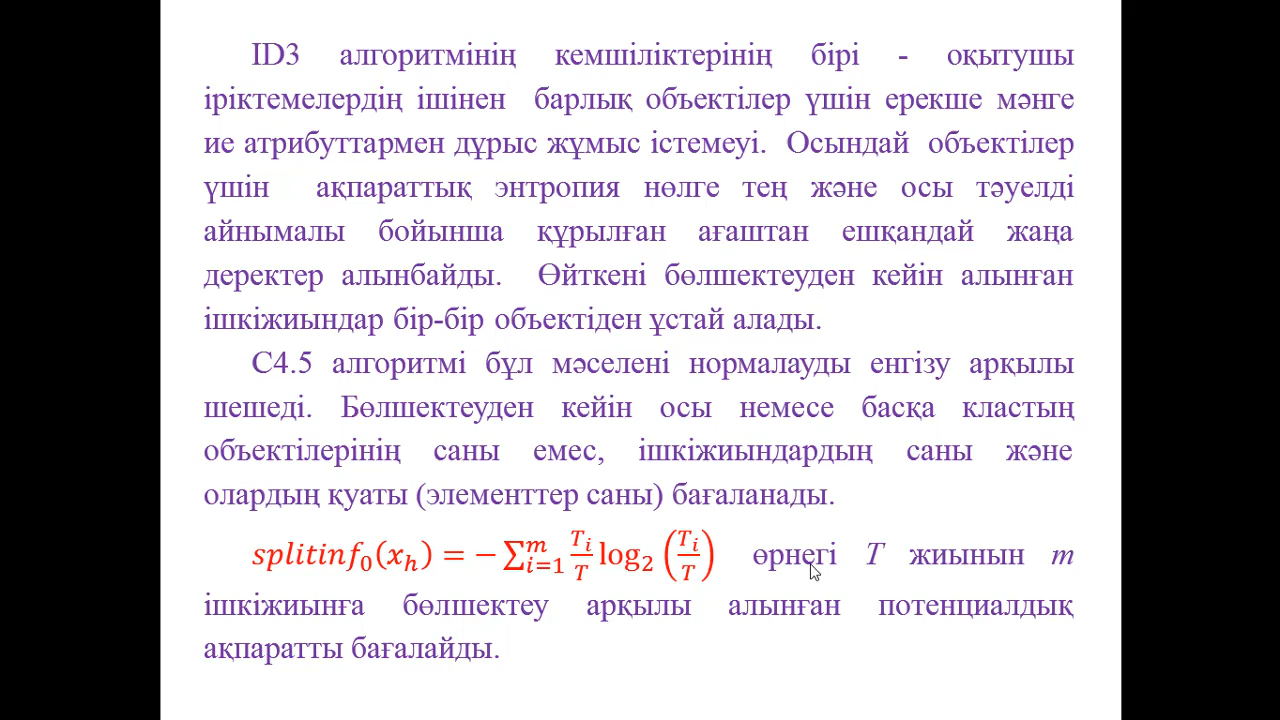 ID3 алгоритмінің кемшіліктерінің бірі - оқытушы
іріктемелердің ішінен барлық объектілер үшін ерекше мәнге
ие атрибуттармен дұрыс жұмыс істемеуі. Осындай объектілер
үшін ақпараттық энтропия нөлге тең және осы тәуелді
айнымалы бойынша құрылған ағаштан ешқандай жаңа
деректер алынбайды. Өйткені бөлшектеуден кейін алынған
ішкіжиындар бір-бір объектіден ұстай алады.
C4.5 алгоритмі бұл мәселені нормалауды енгізу арқылы
шешеді. Бөлшектеуден кейін осы немесе басқа кластың
объектілерінің саны емес, ішкіжиындардың саны және
олардың қуаты (элементтер саны) бағаланады.
splitinf₀(xₕ) = − ∑ᵢ₌₁ᵐ Tᵢ/T log₂ (Tᵢ/T) өрнегі T жиынын m
ішкіжиынға бөлшектеу арқылы алынған потенциалдық
ақпаратты бағалайды.